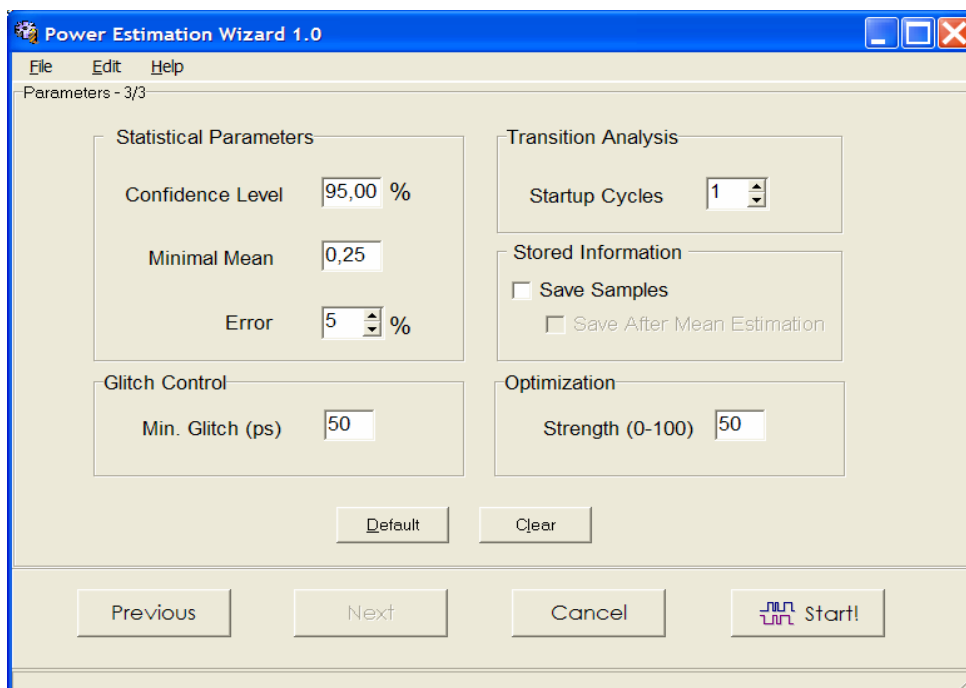 Power Estimation Wizard 1.0
File Edit Help
Parameters - 3/3
Statistical Parameters
Confidence Level 95,00 %
Minimal Mean 0,25
Error 5 %
Transition Analysis
Startup Cycles 1
Stored Information
Save Samples
Save After Mean Estimation
Glitch Control
Min. Glitch (ps) 50
Optimization
Strength (0-100) 50
Default Clear
Previous Next Cancel Start!